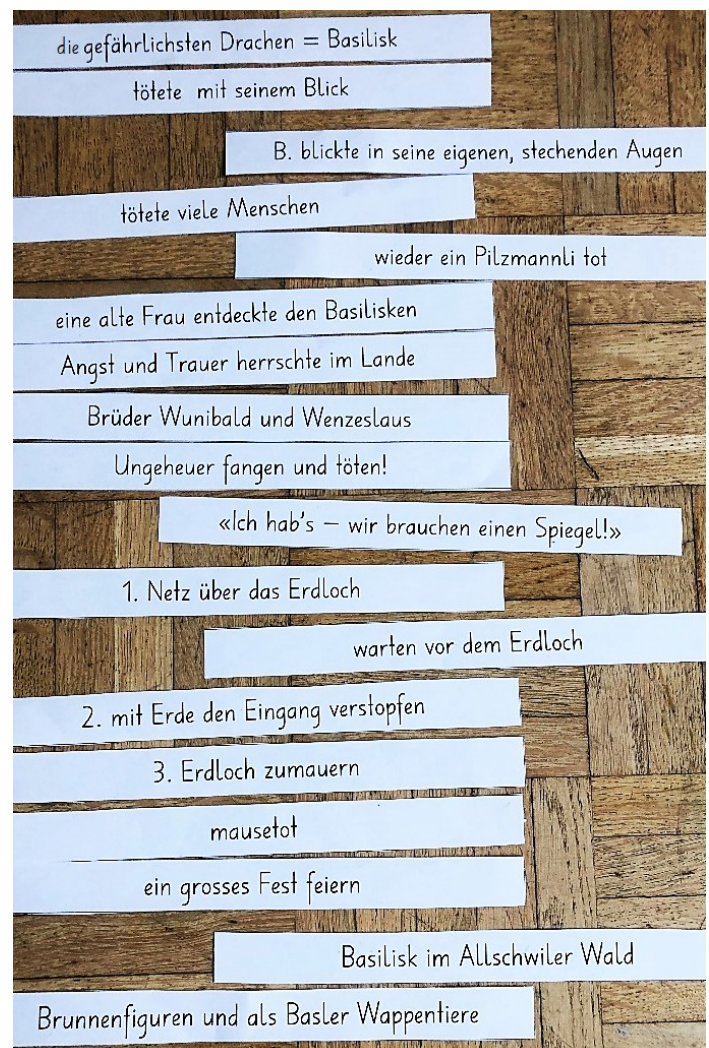 die gefährlichsten Drachen = Basilisk
tötete mit seinem Blick
B. blickte in seine eigenen, stechenden Augen
tötete viele Menschen
wieder ein Pilzmannli tot
eine alte Frau entdeckte den Basilisken
Angst und Trauer herrschte im Lande
Brüder Wunibald und Wenzeslaus
Ungeheuer fangen und töten!
«Ich hab's – wir brauchen einen Spiegel!»
1. Netz über das Erdloch
warten vor dem Erdloch
2. mit Erde den Eingang verstopfen
3. Erdloch zumauern
mausetot
ein grosses Fest feiern
Basilisk im Allschwiler Wald
Brunnenfiguren und als Basler Wappentiere